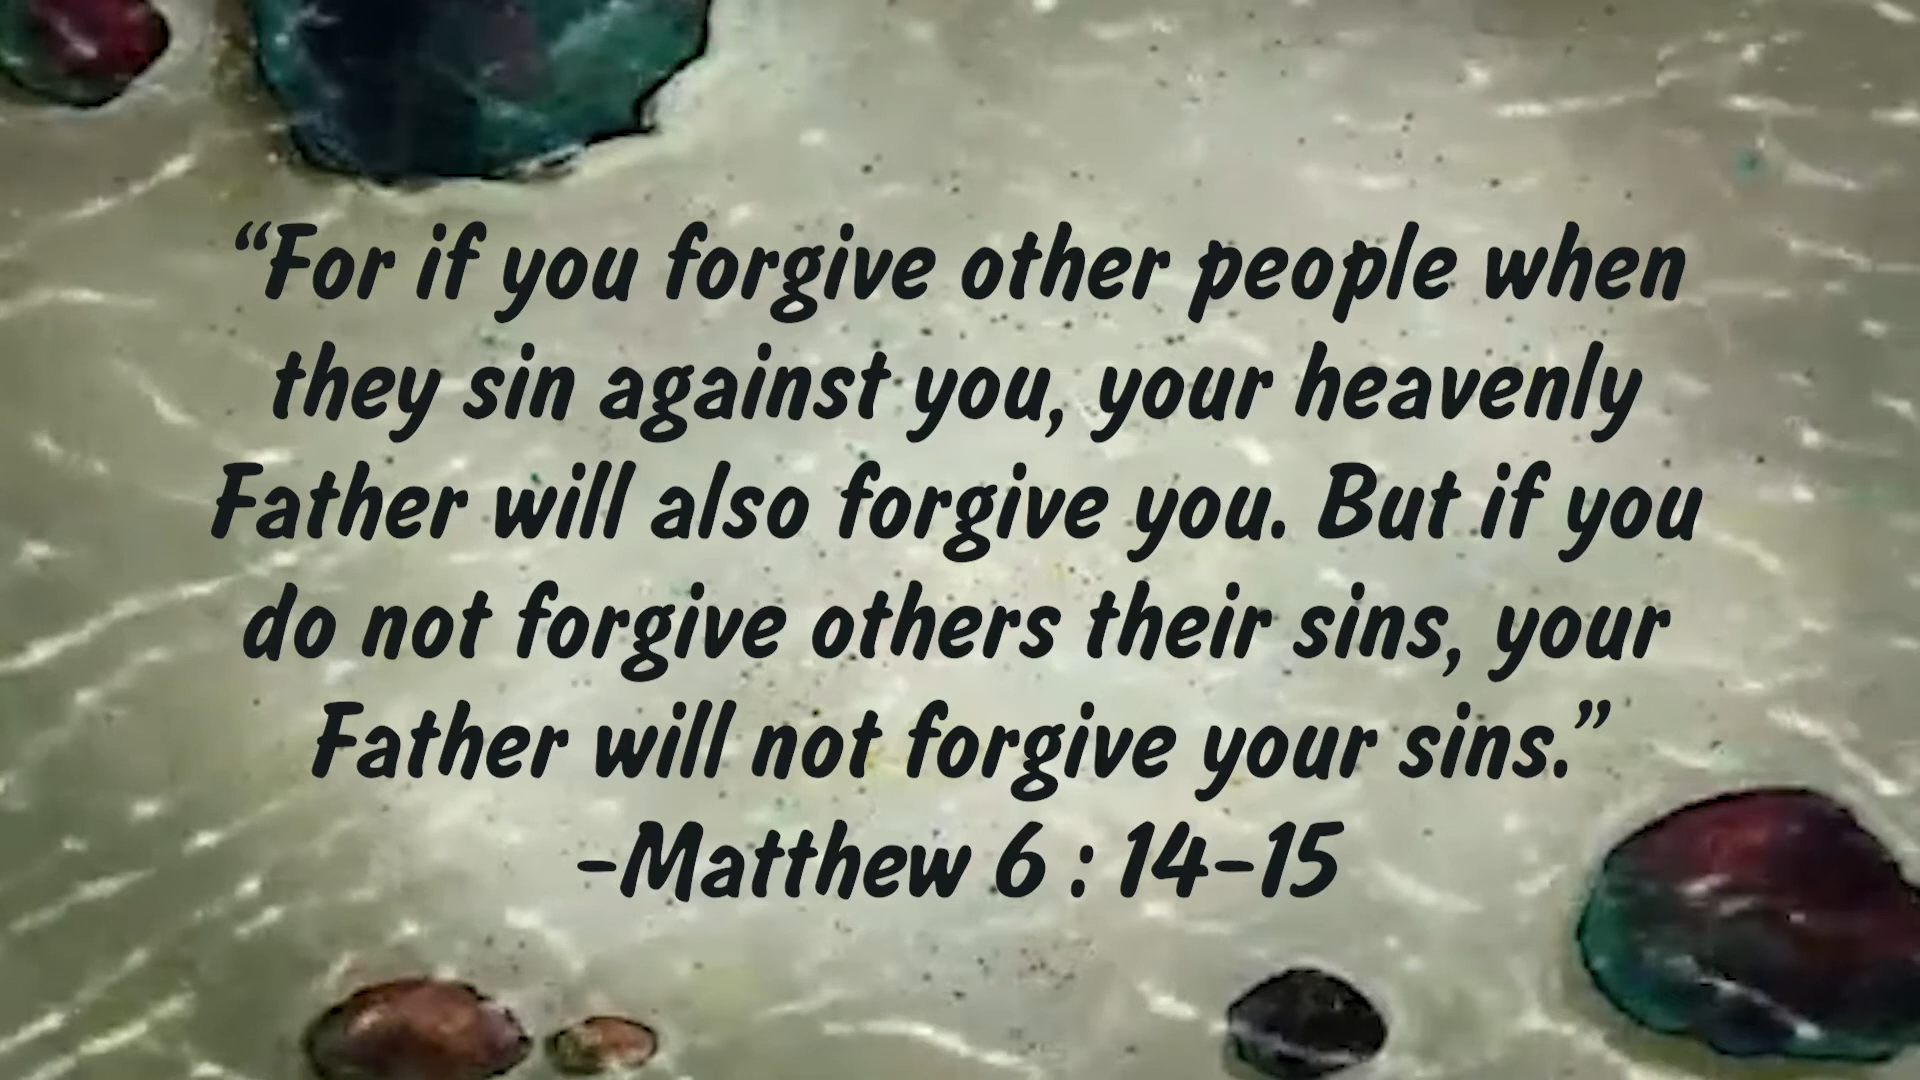 “For if you forgive other people when
they sin against you, your heavenly
Father will also forgive you. But if you
do not forgive others their sins, your
Father will not forgive your sins.”
-Matthew 6 : 14-15